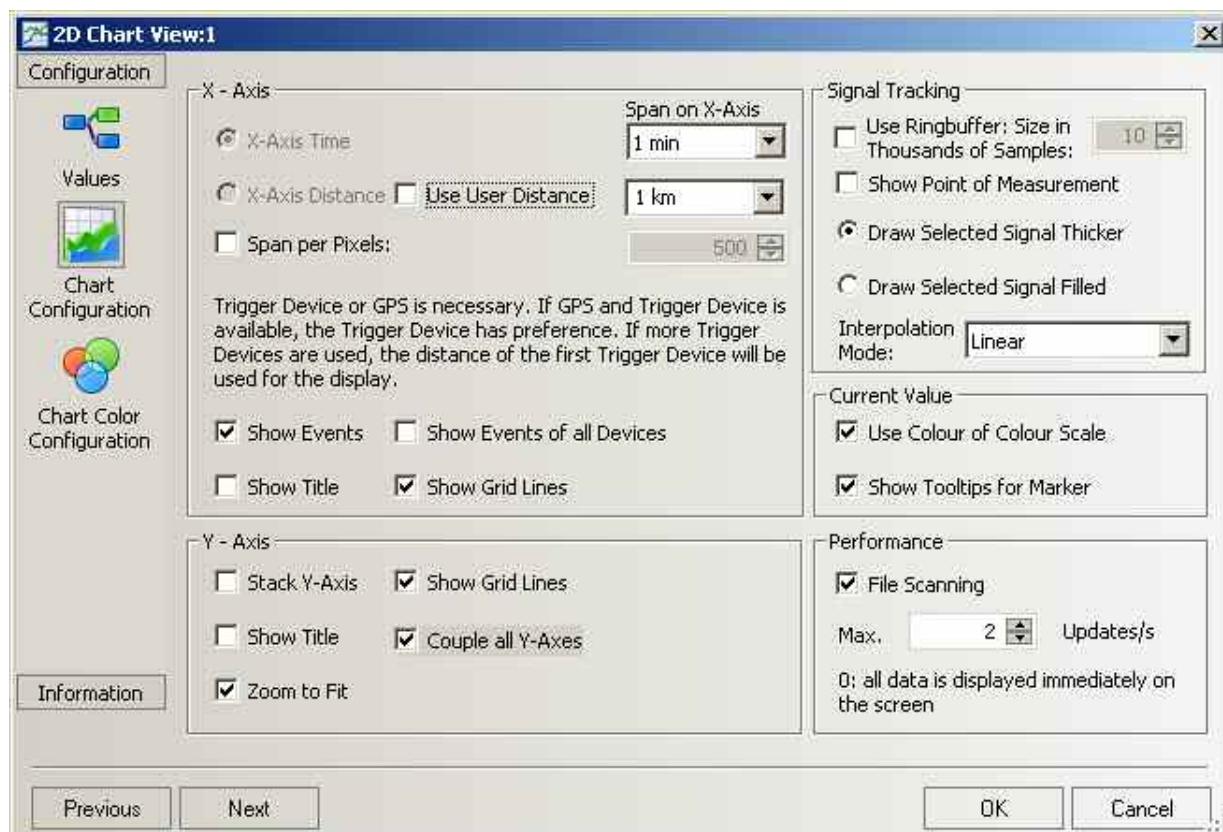 2D Chart View:1
Configuration
Values
Chart
Configuration
Chart Color
Configuration
Information
X - Axis
Span on X-Axis
X-Axis Time
1 min
X-Axis Distance
Use User Distance
1 km
Span per Pixels:
500
Trigger Device or GPS is necessary. If GPS and Trigger Device is
available, the Trigger Device has preference. If more Trigger
Devices are used, the distance of the first Trigger Device will be
used for the display.
Show Events
Show Events of all Devices
Show Title
Show Grid Lines
Y - Axis
Stack Y-Axis
Show Grid Lines
Show Title
Couple all Y-Axes
Zoom to Fit
Signal Tracking
Use Ringbuffer: Size in
Thousands of Samples:
10
Show Point of Measurement
Draw Selected Signal Thicker
Draw Selected Signal Filled
Interpolation
Mode:
Linear
Current Value
Use Colour of Colour Scale
Show Tooltips for Marker
Performance
File Scanning
Max.
2
Updates/s
0: all data is displayed immediately on
the screen
Previous
Next
OK
Cancel